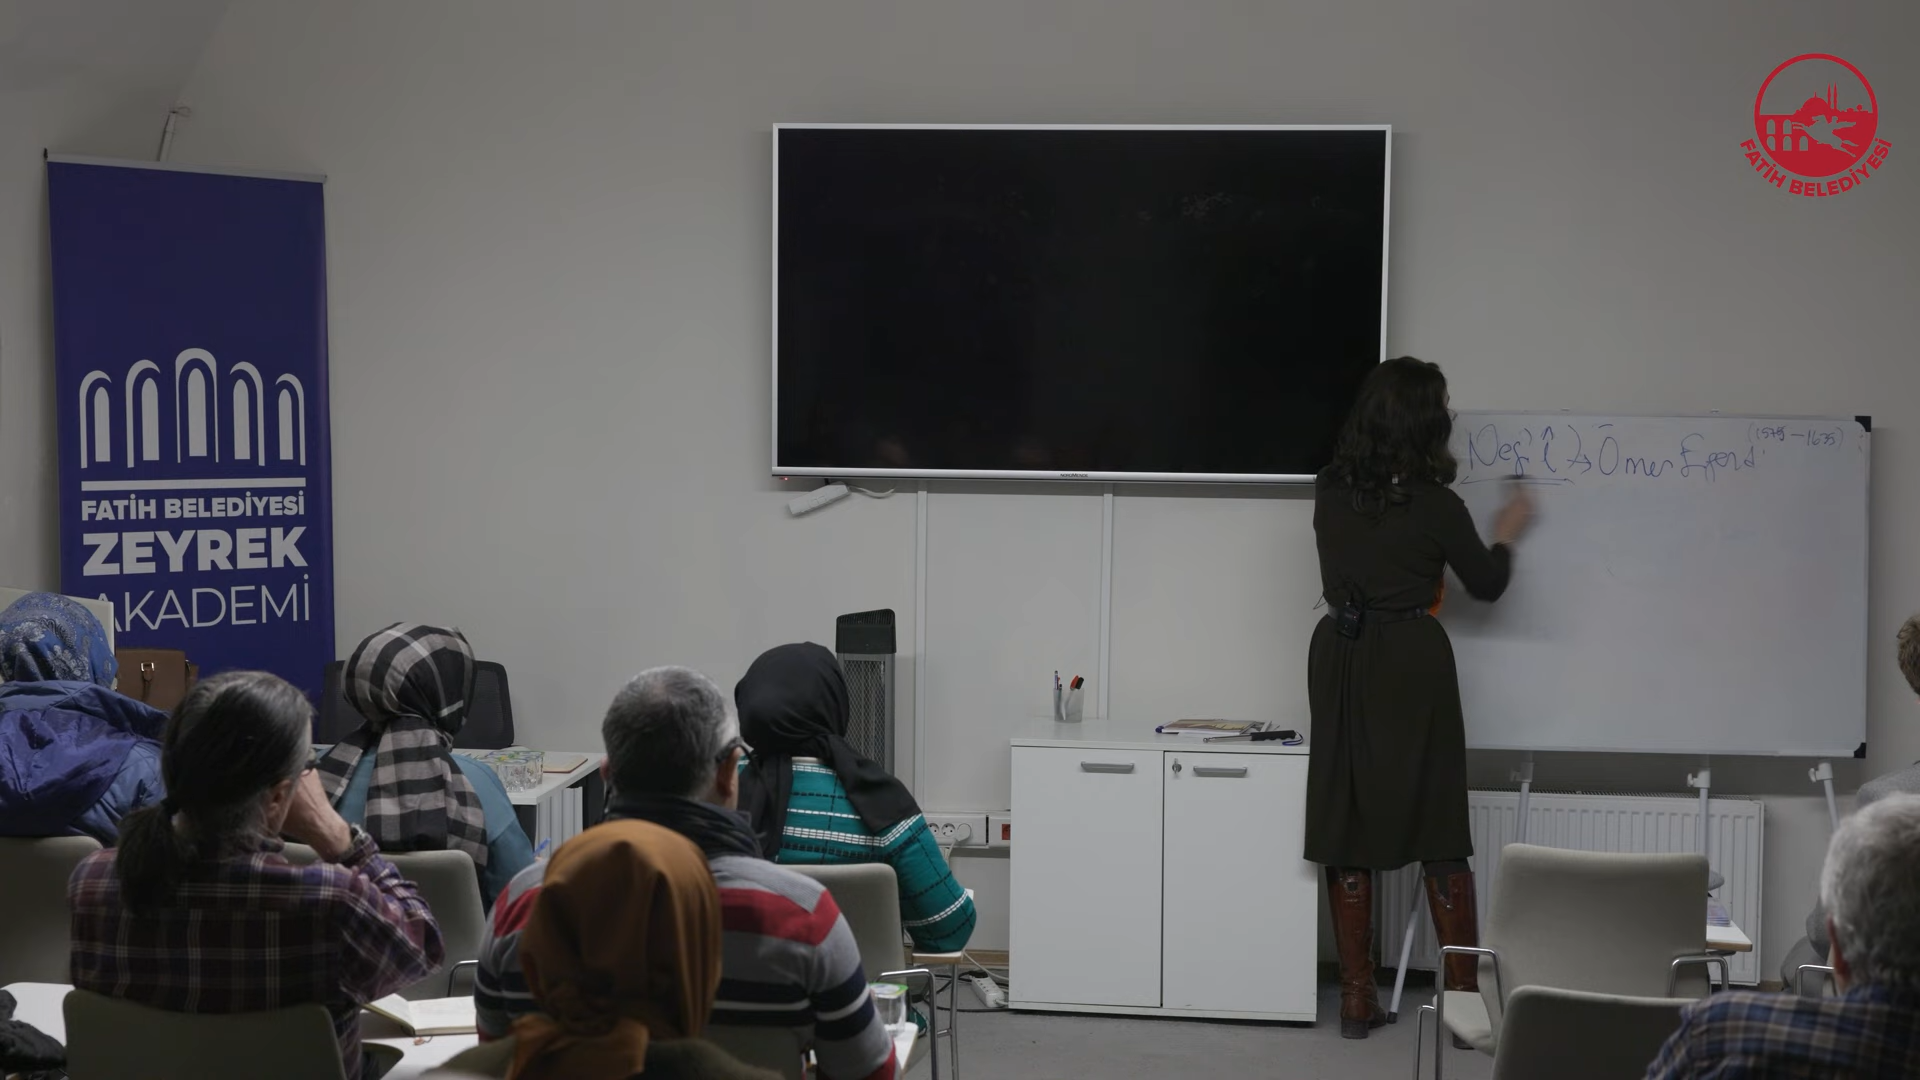 FATİH BELEDİYESİ
FATİH BELEDİYESİ
ZEYREK
AKADEMİ
(1575-1635)
Nef'î → Ömer Efendi